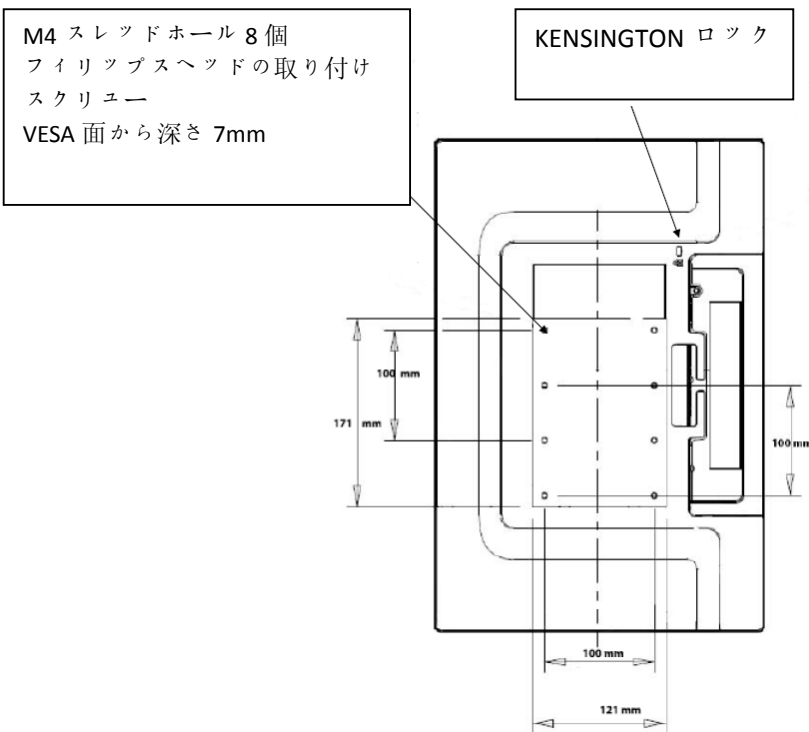 M4 スレッドホール 8 個
フィリップスヘッドの取り付け
スクリュー
VESA 面から深さ 7mm
KENSINGTON ロック
100 mm
171 mm
100 mm
100 mm
121 mm